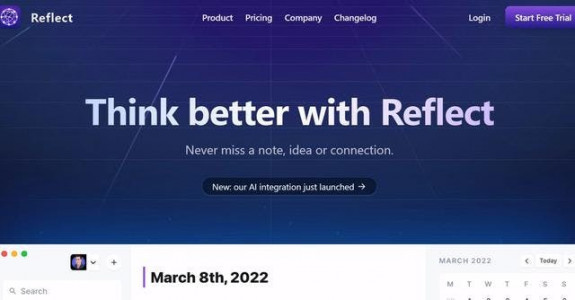 Reflect
Product Pricing Company Changelog
Login Start Free Trial
Think better with Reflect
Never miss a note, idea or connection.
New: our AI integration just launched →
MARCH 2022 < Today >
March 8th, 2022
Search
M T W T F S S